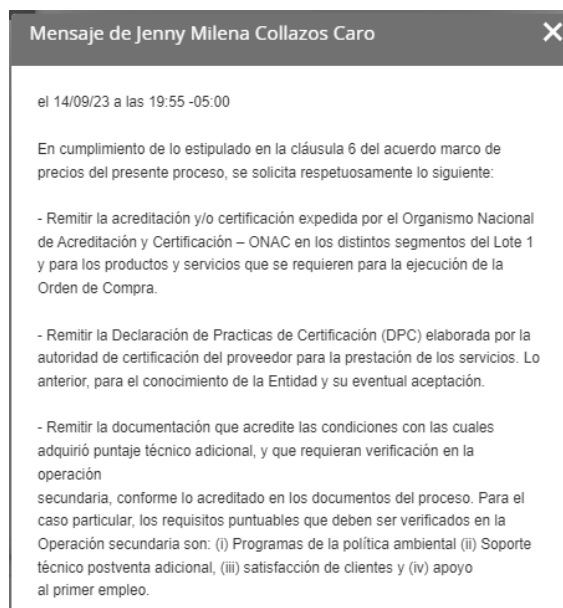 Mensaje de Jenny Milena Collazos Caro
el 14/09/23 a las 19:55 -05:00
En cumplimiento de lo estipulado en la cláusula 6 del acuerdo marco de
precios del presente proceso, se solicita respetuosamente lo siguiente:
- Remitir la acreditación y/o certificación expedida por el Organismo Nacional
de Acreditación y Certificación – ONAC en los distintos segmentos del Lote 1
y para los productos y servicios que se requieren para la ejecución de la
Orden de Compra.
- Remitir la Declaración de Practicas de Certificación (DPC) elaborada por la
autoridad de certificación del proveedor para la prestación de los servicios. Lo
anterior, para el conocimiento de la Entidad y su eventual aceptación.
- Remitir la documentación que acredite las condiciones con las cuales
adquirió puntaje técnico adicional, y que requieran verificación en la
operación
secundaria, conforme lo acreditado en los documentos del proceso. Para el
caso particular, los requisitos puntuables que deben ser verificados en la
Operación secundaria son: (i) Programas de la política ambiental (ii) Soporte
técnico postventa adicional, (iii) satisfacción de clientes y (iv) apoyo
al primer empleo.